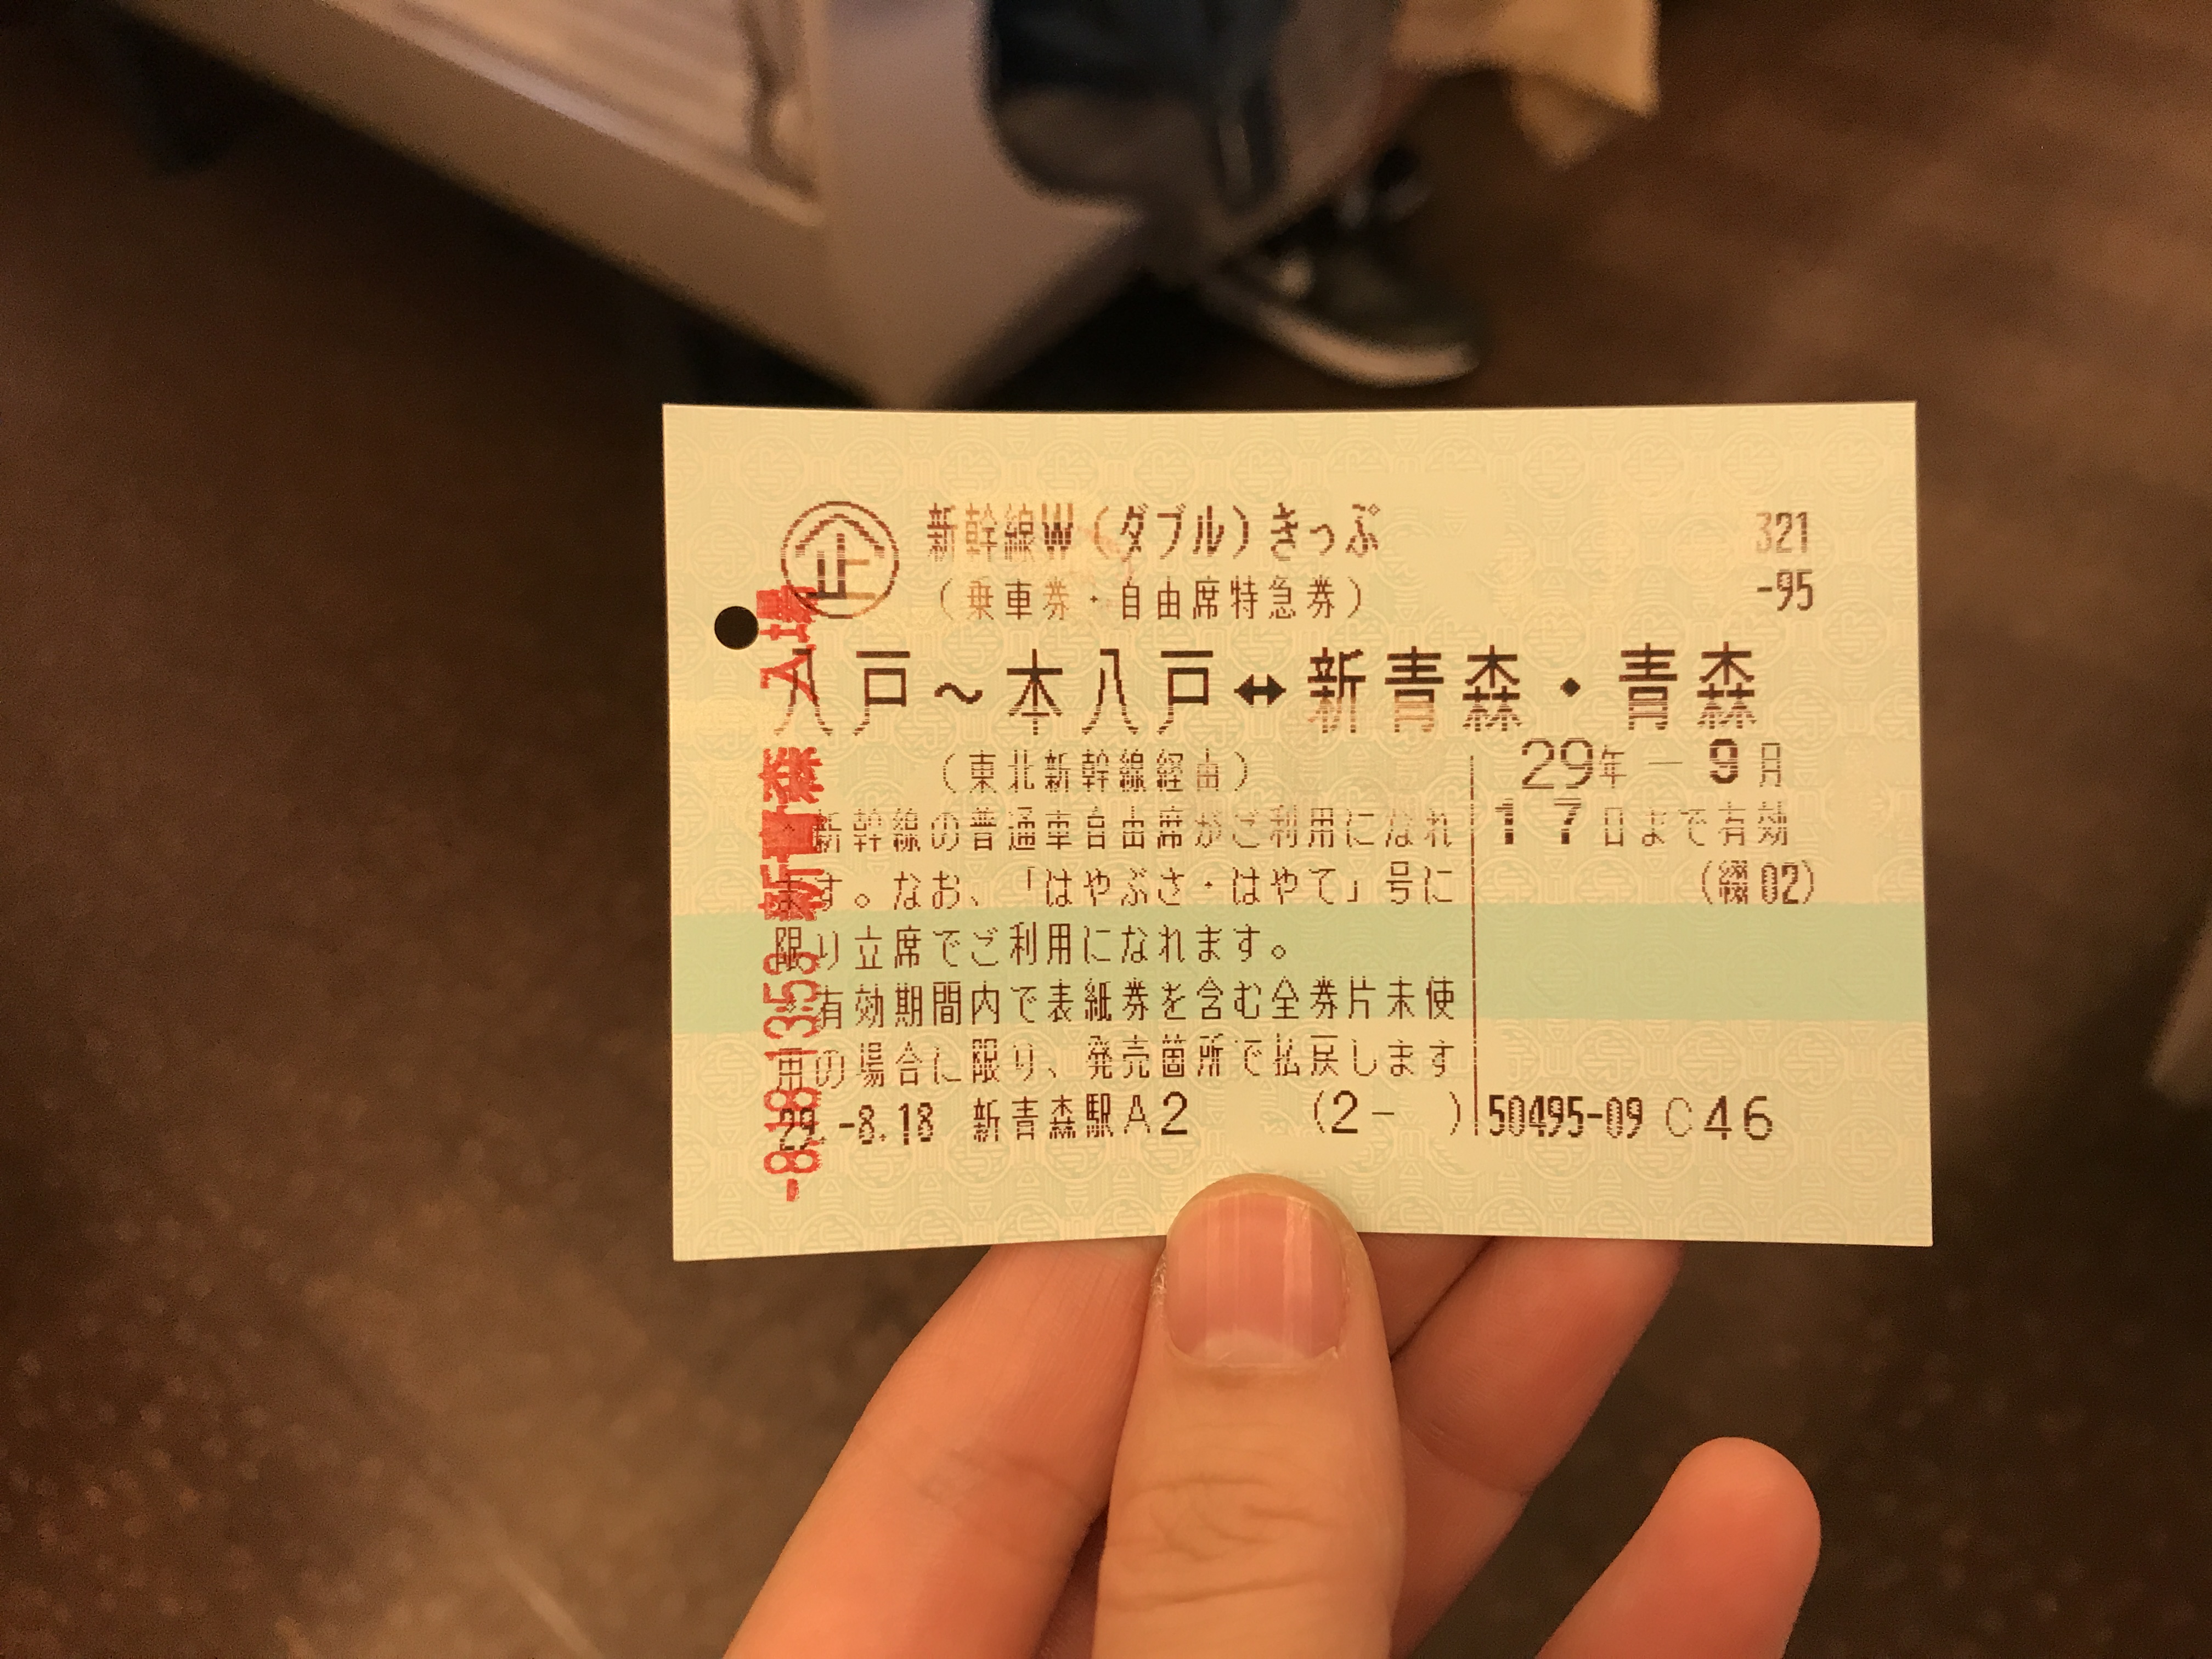 企 新幹線W(ダブル)きっぷ 321
(乗車券・自由席特急券) -95
八戸~本八戸↔新青森・青森
(東北新幹線経由) 29年-9月
新幹線の普通車自由席がご利用になれ 17日まで有効
ます。なお、「はやぶさ・はやて」号に (綴02)
限り立席でご利用になれます。
有効期間内で表紙券を含む全券片未使
用の場合に限り、発売箇所で払戻します
29.-8.18 新青森駅A2 (2- ) 50495-09 C46
-8.18 1353 新青森 入場